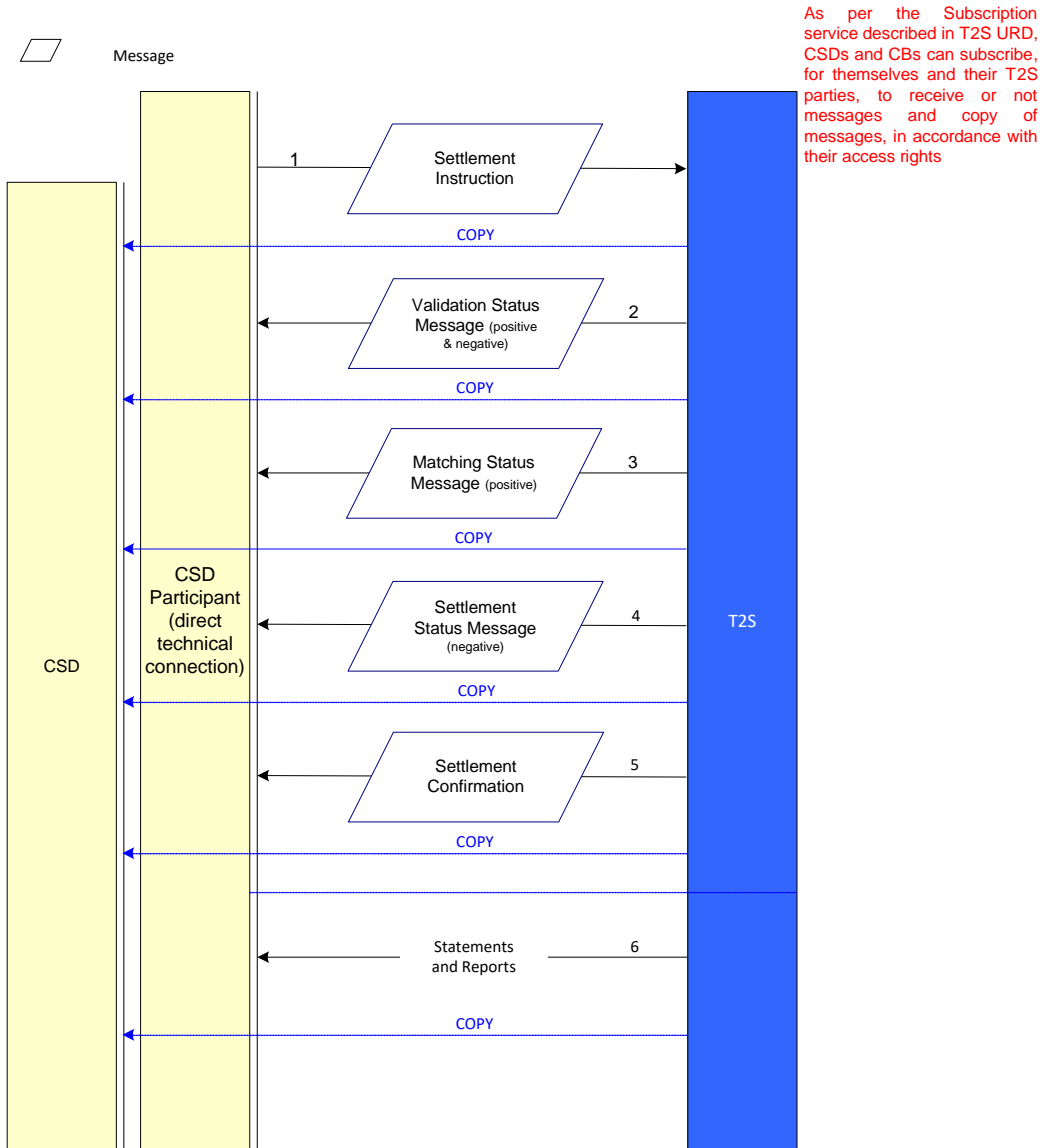 As per the Subscription
service described in T2S URD,
CSDs and CBs can subscribe,
for themselves and their T2S
parties, to receive or not
messages and copy of
messages, in accordance with
their access rights
Message
1
Settlement
Instruction
COPY
Validation Status
Message (positive
& negative)
2
COPY
Matching Status
Message (positive)
3
COPY
CSD
Participant
(direct
technical
connection)
Settlement
Status Message
(negative)
4
T2S
CSD
COPY
Settlement
Confirmation
5
COPY
Statements
and Reports
6
COPY